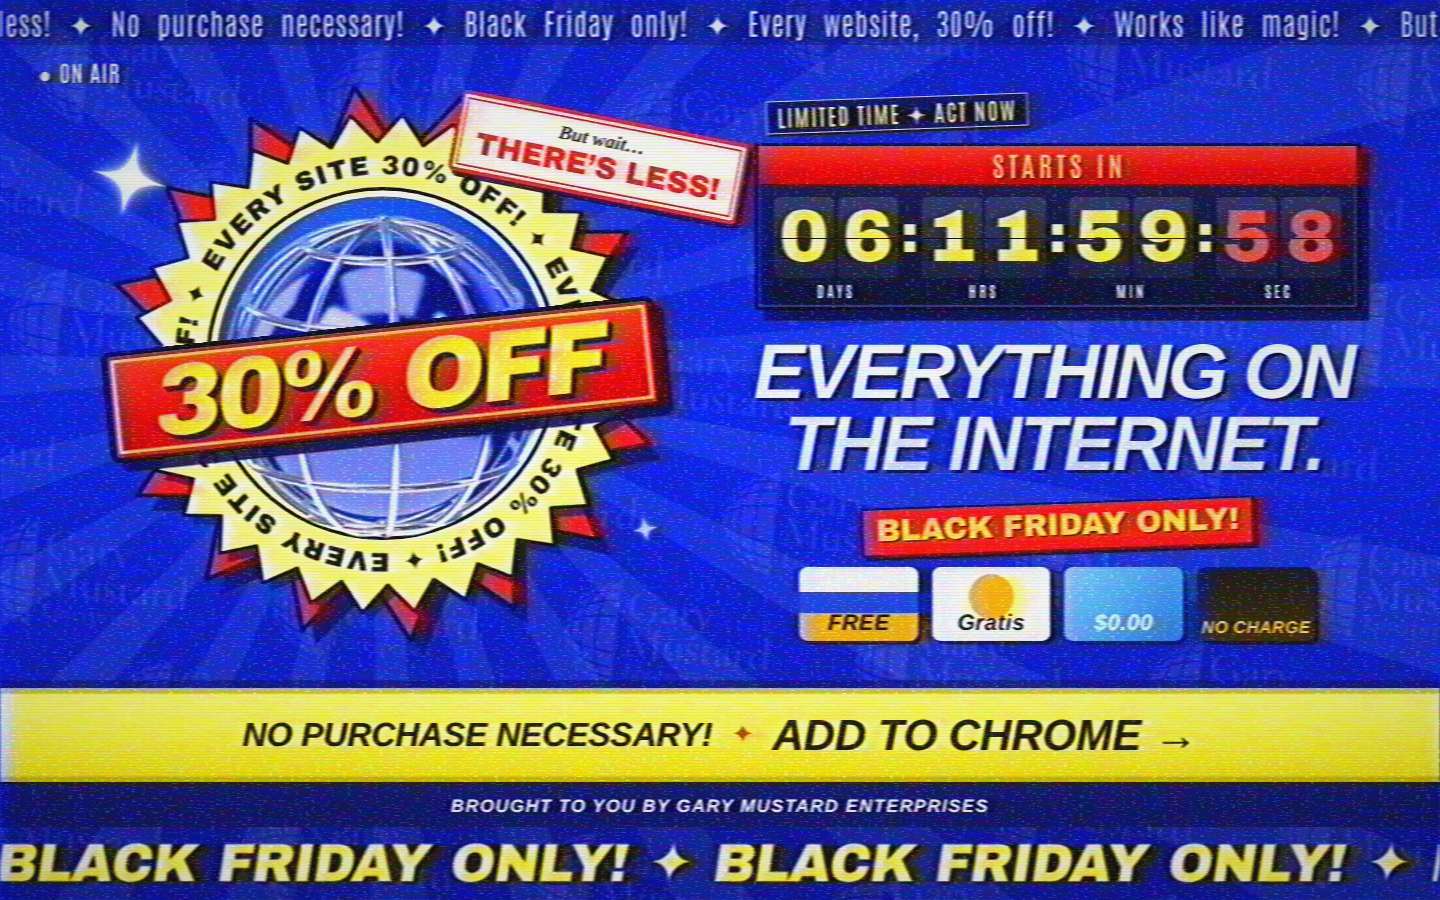 less! ✦ No purchase necessary! ✦ Black Friday only! ✦ Every website, 30% off! ✦ Works like magic! ✦ But
● ON AIR
EVERY SITE 30% OFF! ✦ EVERY SITE 30% OFF! ✦
But wait...
THERE'S LESS!
30% OFF
LIMITED TIME ✦ ACT NOW
STARTS IN
06:11:59:58
DAYS HRS MIN SEC
EVERYTHING ON
THE INTERNET.
BLACK FRIDAY ONLY!
FREE Gratis $0.00 NO CHARGE
NO PURCHASE NECESSARY! ✦ ADD TO CHROME →
BROUGHT TO YOU BY GARY MUSTARD ENTERPRISES
BLACK FRIDAY ONLY! ✦ BLACK FRIDAY ONLY! ✦
Gary
Mustard